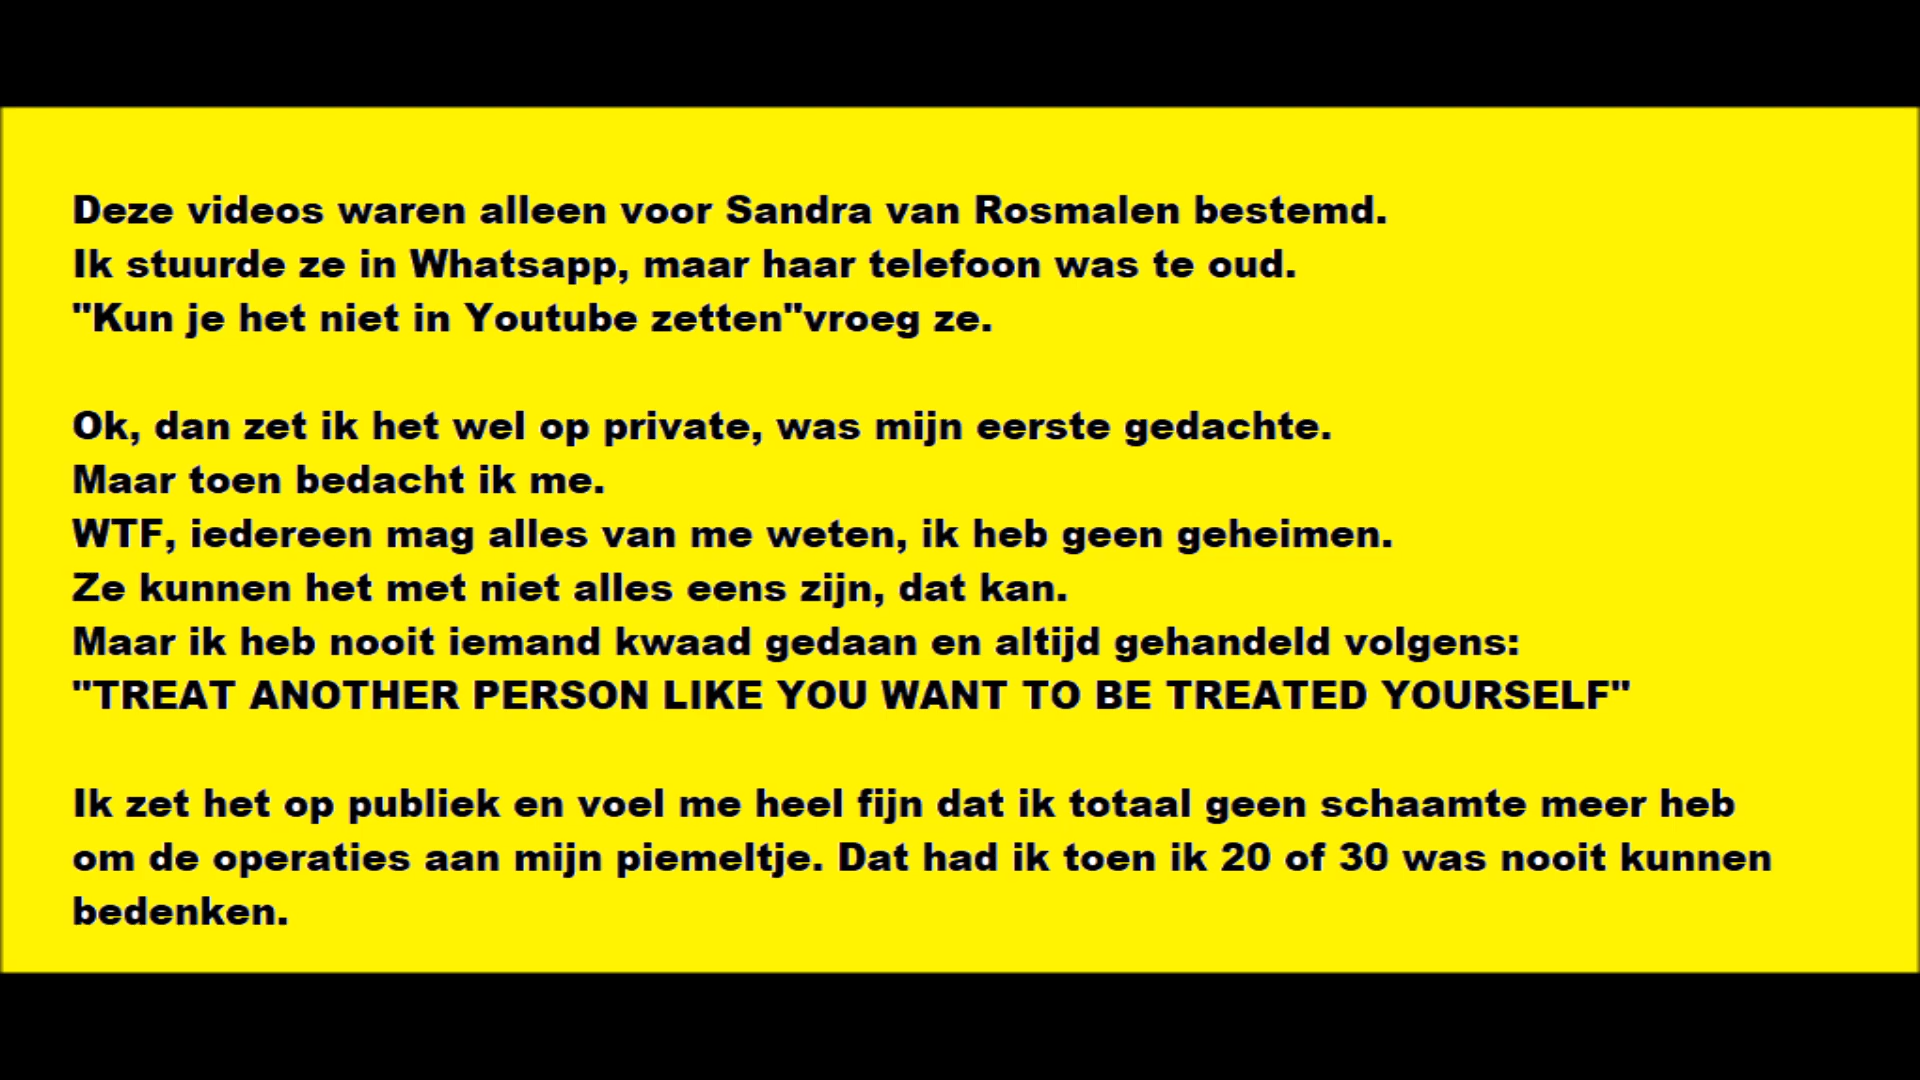 Deze videos waren alleen voor Sandra van Rosmalen bestemd.
Ik stuurde ze in Whatsapp, maar haar telefoon was te oud.
"Kun je het niet in Youtube zetten"vroeg ze.
Ok, dan zet ik het wel op private, was mijn eerste gedachte.
Maar toen bedacht ik me.
WTF, iedereen mag alles van me weten, ik heb geen geheimen.
Ze kunnen het met niet alles eens zijn, dat kan.
Maar ik heb nooit iemand kwaad gedaan en altijd gehandeld volgens:
"TREAT ANOTHER PERSON LIKE YOU WANT TO BE TREATED YOURSELF"
Ik zet het op publiek en voel me heel fijn dat ik totaal geen schaamte meer heb
om de operaties aan mijn piemeltje. Dat had ik toen ik 20 of 30 was nooit kunnen
bedenken.